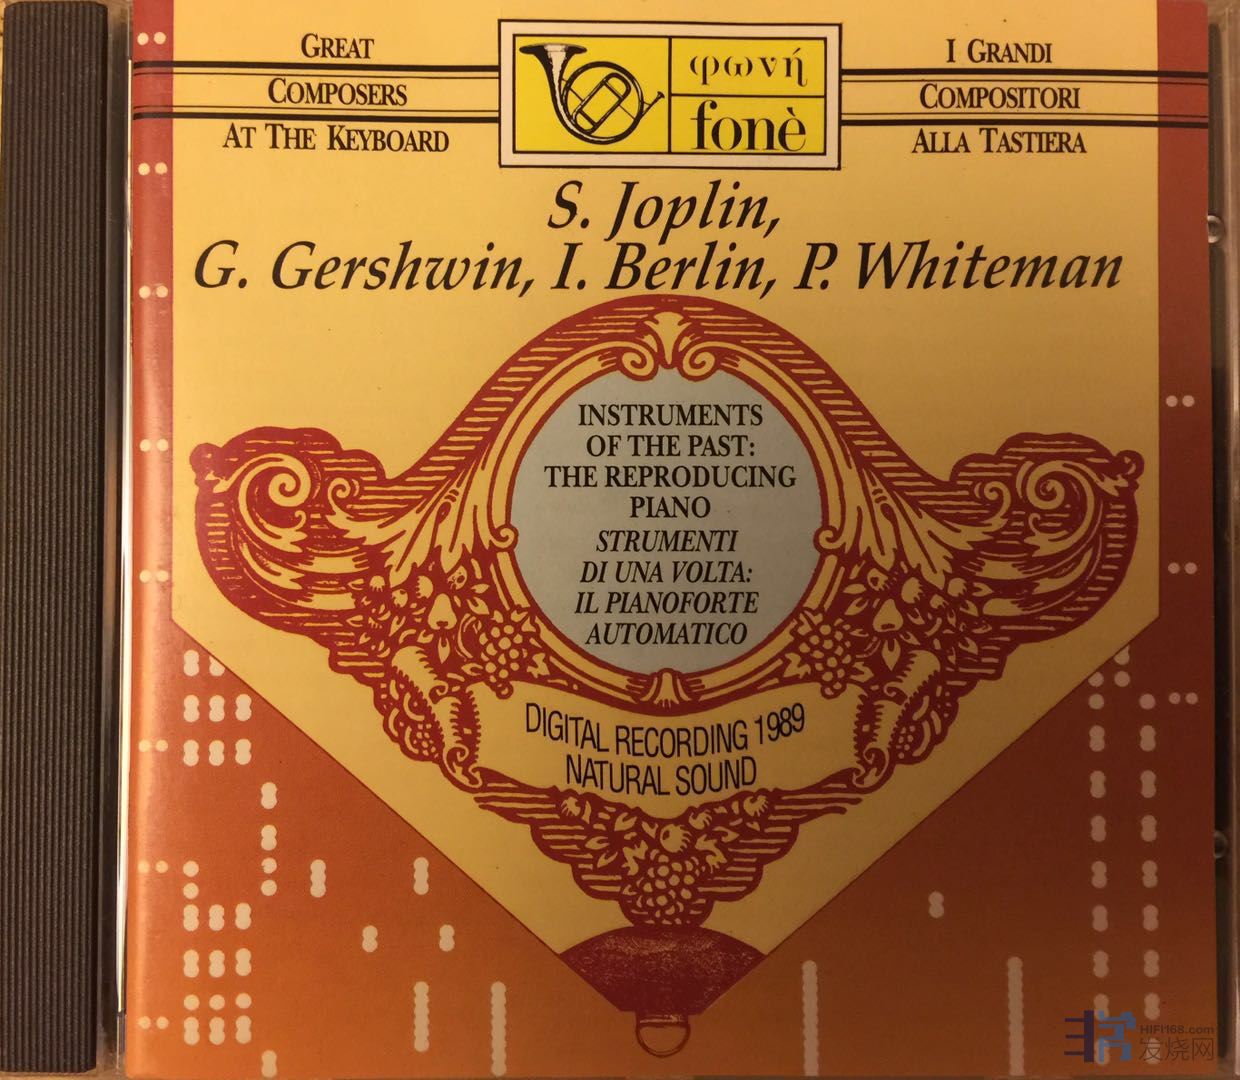 GREAT
COMPOSERS
AT THE KEYBOARD
φωνή
fonè
I GRANDI
COMPOSITORI
ALLA TASTIERA
S. Joplin,
G. Gershwin, I. Berlin, P. Whiteman
INSTRUMENTS
OF THE PAST:
THE REPRODUCING
PIANO
STRUMENTI
DI UNA VOLTA:
IL PIANOFORTE
AUTOMATICO
DIGITAL RECORDING 1989
NATURAL SOUND
HIFI168.com
发烧网